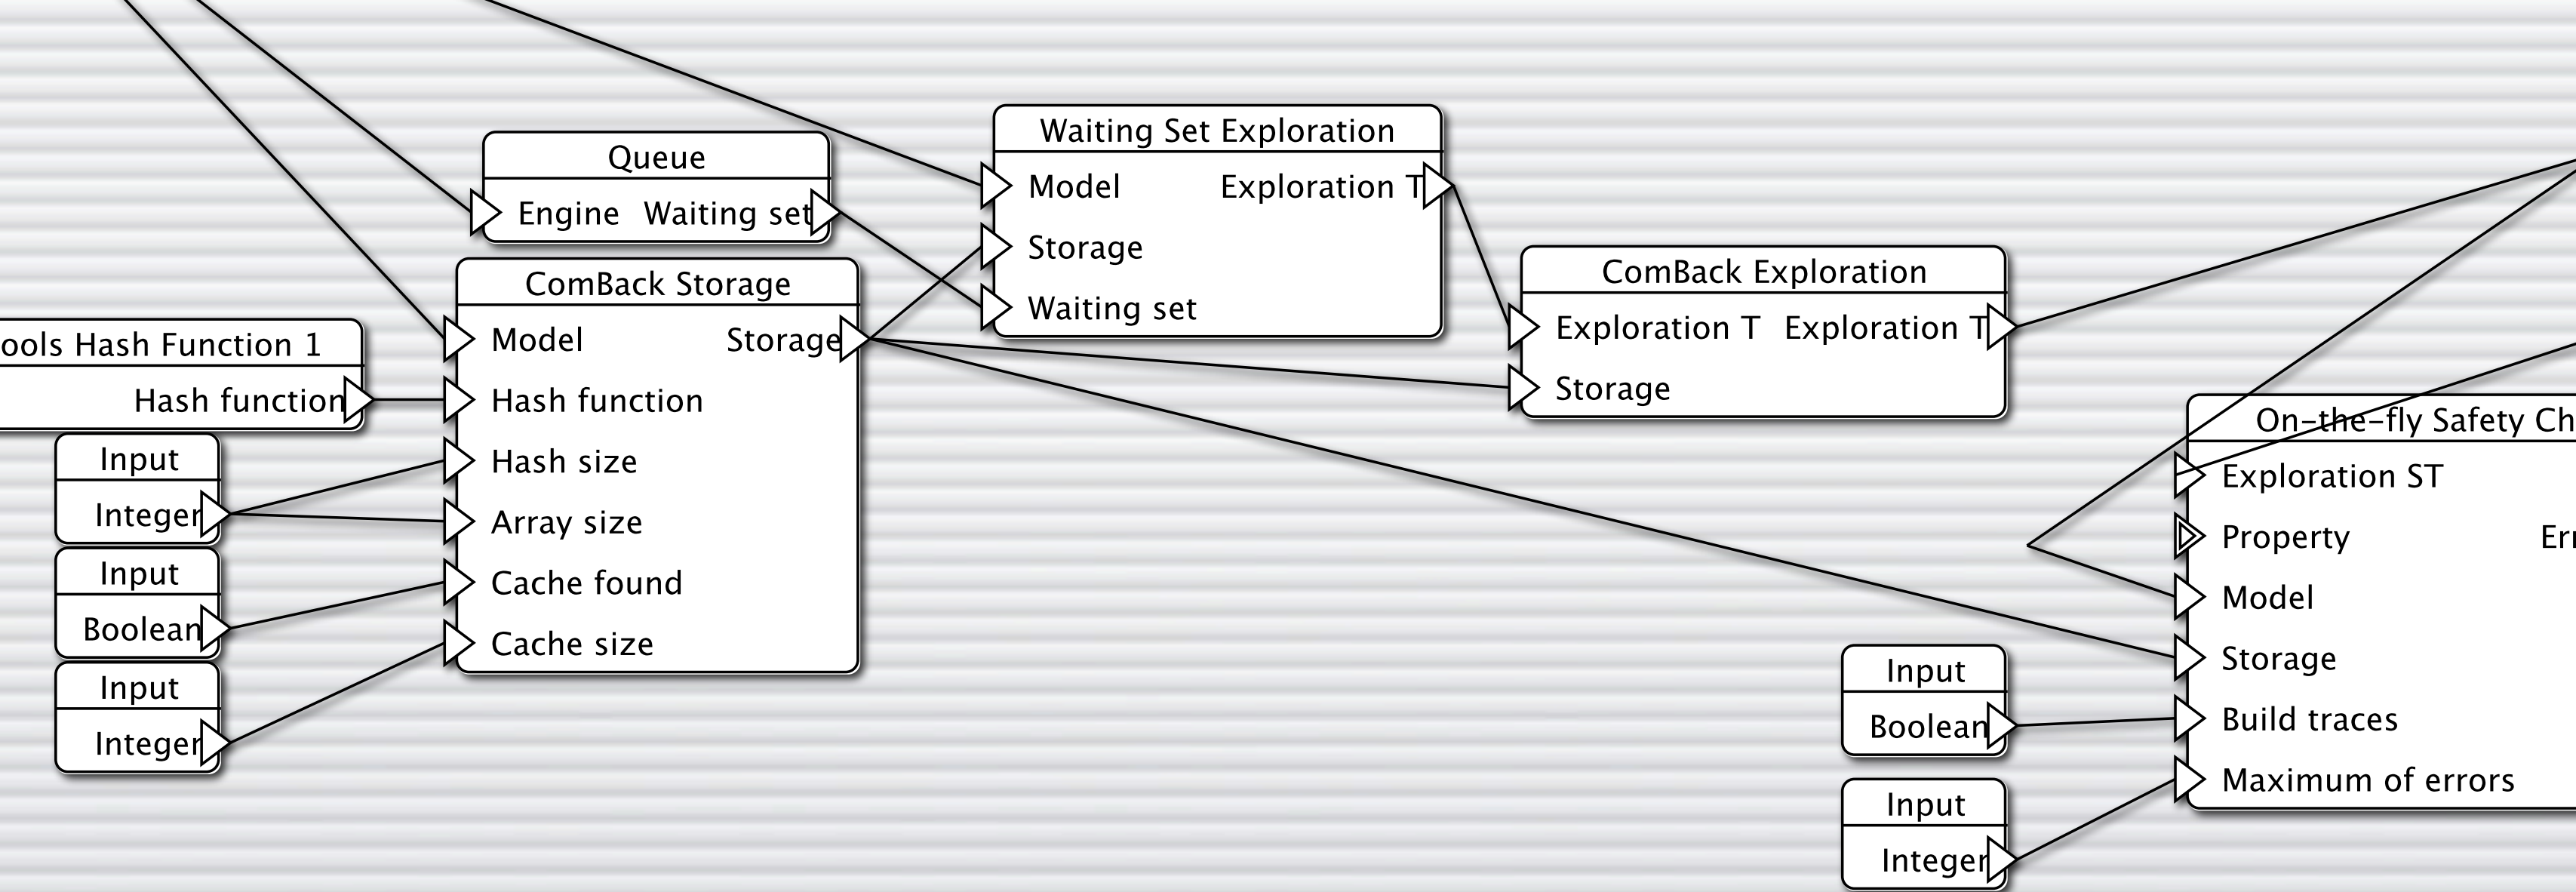 Waiting Set Exploration
Model Exploration T
Storage
Waiting set
Queue
Engine Waiting set
ComBack Storage
Model Storage
Hash function
Hash size
Array size
Cache found
Cache size
ools Hash Function 1
Hash function
Input
Integer
Input
Boolean
Input
Integer
ComBack Exploration
Exploration T Exploration T
Storage
On-the-fly Safety Ch
Exploration ST
Property Err
Model
Storage
Build traces
Maximum of errors
Input
Boolean
Input
Integer